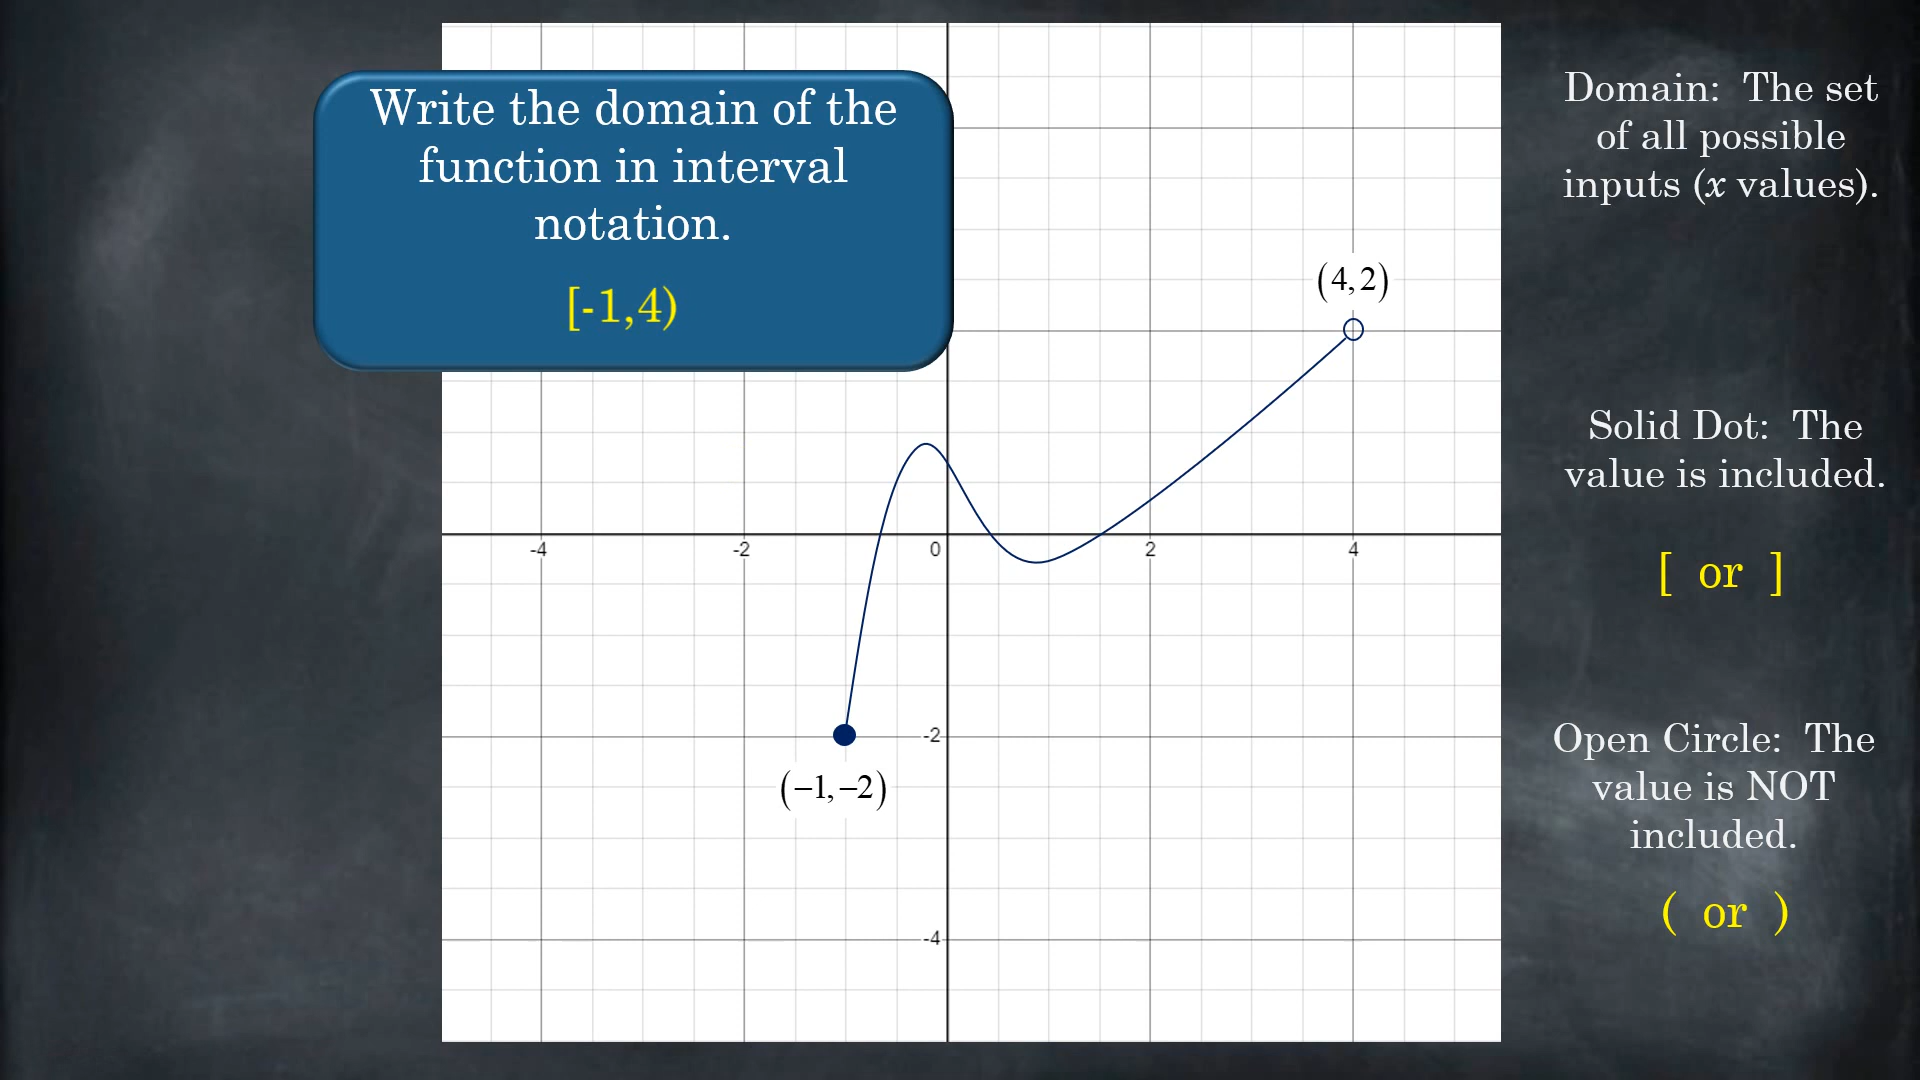 Write the domain of the
function in interval
notation.
[-1,4)
(4,2)
-4
-2
0
2
4
-2
(−1,−2)
-4
Domain: The set
of all possible
inputs (x values).
Solid Dot: The
value is included.
[ or ]
Open Circle: The
value is NOT
included.
( or )